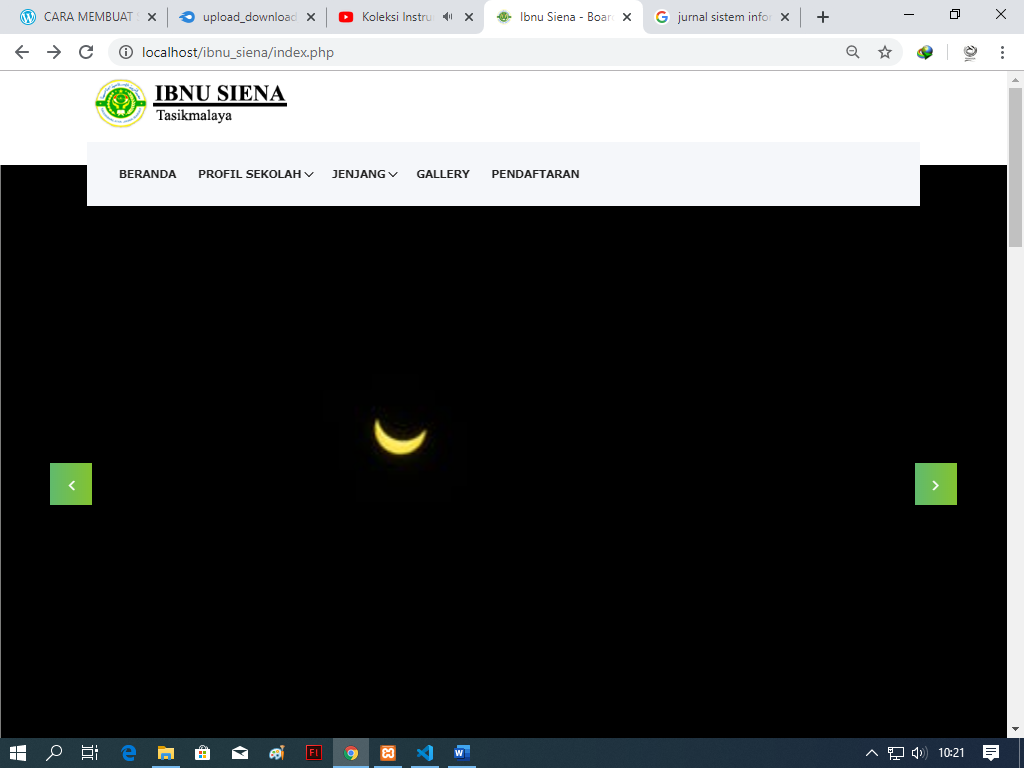 CARA MEMBUAT
upload_download
Koleksi Instru
Ibnu Siena - Boar
jurnal sistem infor
localhost/ibnu_siena/index.php
IBNU SIENA
Tasikmalaya
BERANDA PROFIL SEKOLAH JENJANG GALLERY PENDAFTARAN
10:21